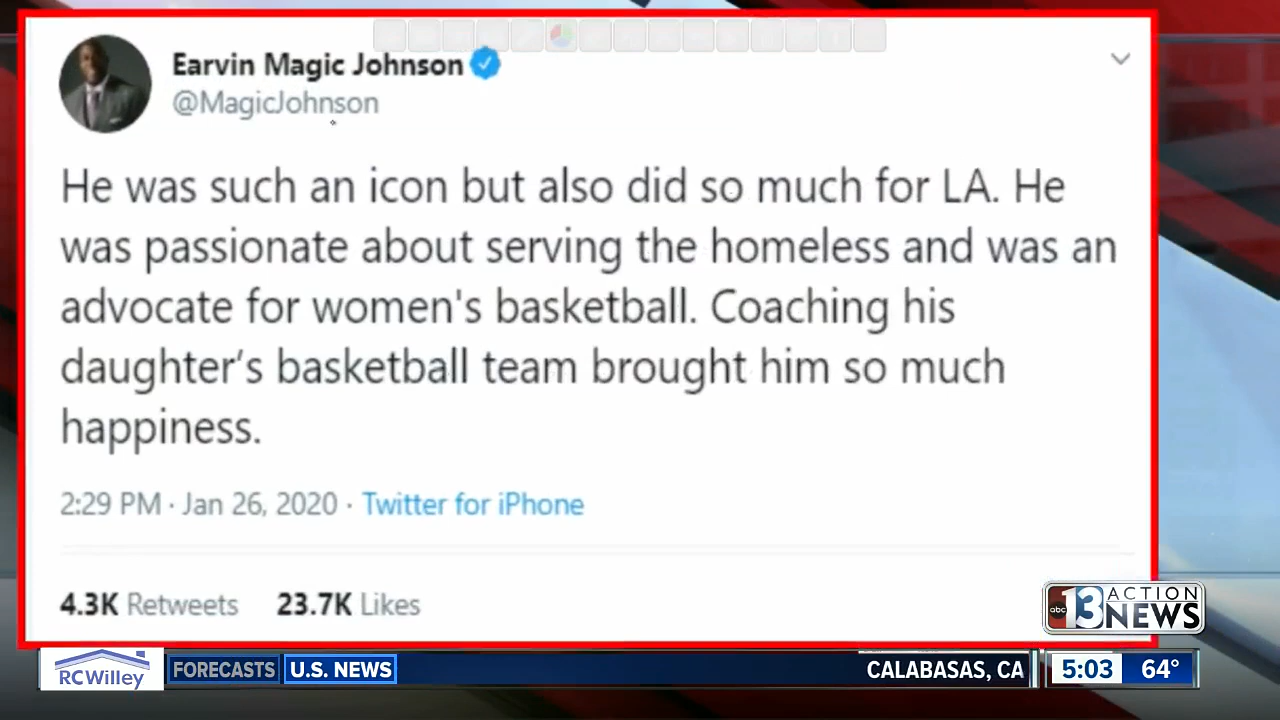 Earvin Magic Johnson
@MagicJohnson
He was such an icon but also did so much for LA. He
was passionate about serving the homeless and was an
advocate for women's basketball. Coaching his
daughter’s basketball team brought him so much
happiness.
2:29 PM · Jan 26, 2020 · Twitter for iPhone
4.3K Retweets 23.7K Likes
abc 13 ACTION
NEWS
RCWilley FORECASTS U.S. NEWS CALABASAS, CA 5:03 64°